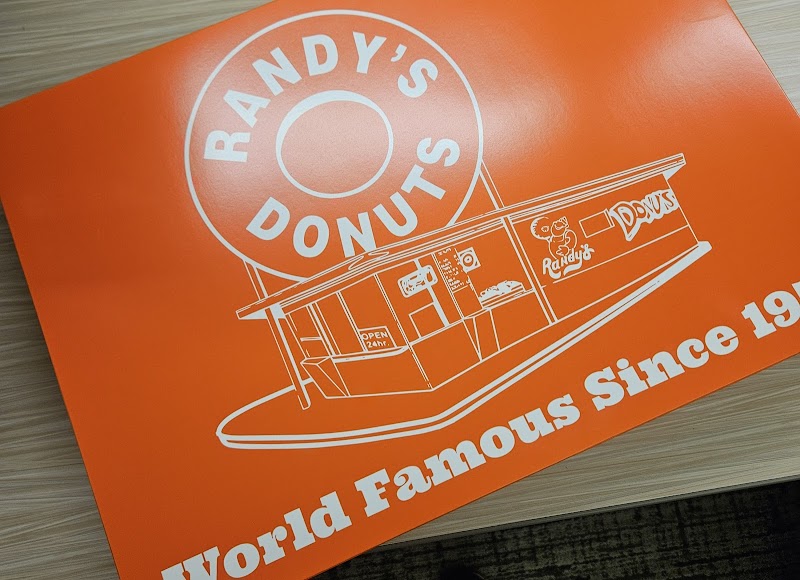 RANDY'S
DONUTS
Randy's
DONUTS
OPEN
24hr.
World Famous Since 19